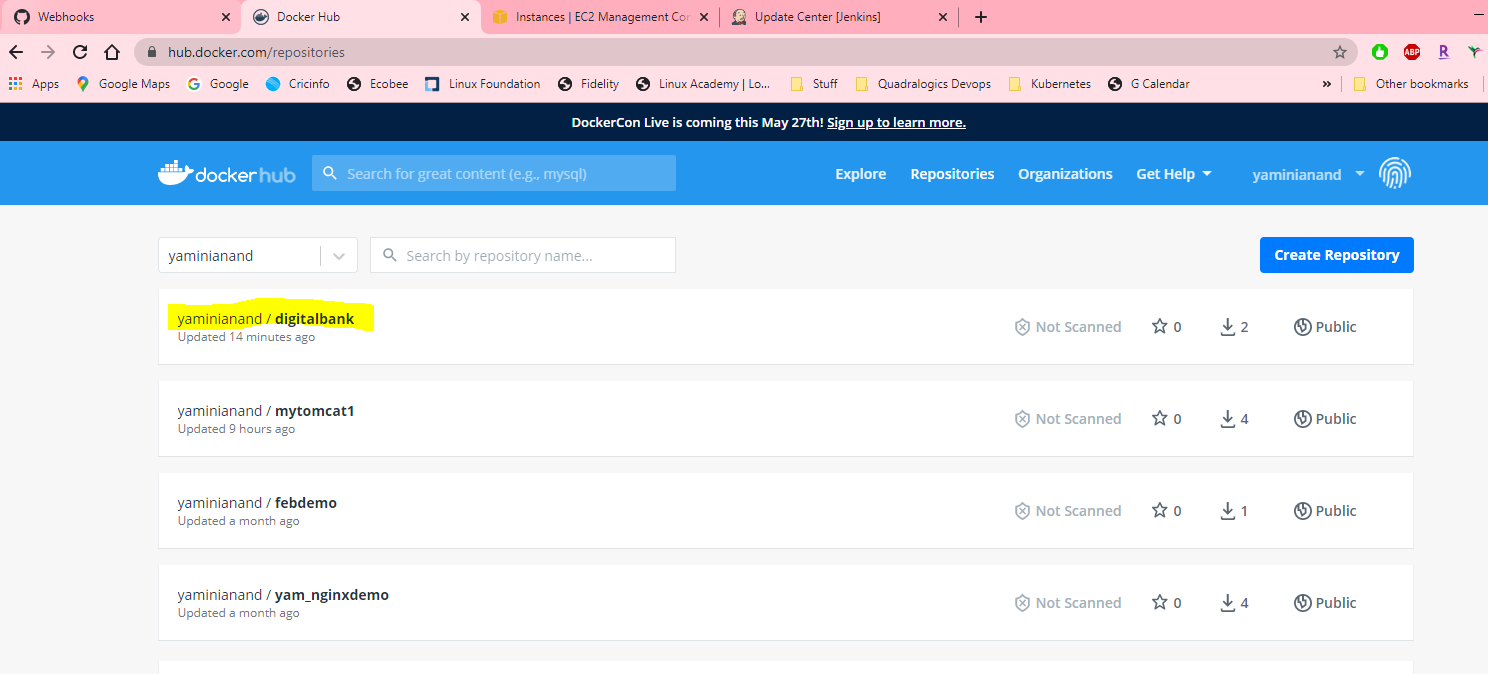 Webhooks
Docker Hub
Instances | EC2 Management Cor
Update Center [Jenkins]
hub.docker.com/repositories
ABP
R
Apps
Google Maps
Google
Cricinfo
Ecobee
Linux Foundation
Fidelity
Linux Academy | Lo...
Stuff
Quadralogics Devops
Kubernetes
G Calendar
»
Other bookmarks
DockerCon Live is coming this May 27th! Sign up to learn more.
dockerhub
Search for great content (e.g., mysql)
Explore
Repositories
Organizations
Get Help
yaminianand
yaminianand
Search by repository name...
Create Repository
yaminianand / digitalbank
Updated 14 minutes ago
Not Scanned
0
2
Public
yaminianand / mytomcat1
Updated 9 hours ago
Not Scanned
0
4
Public
yaminianand / febdemo
Updated a month ago
Not Scanned
0
1
Public
yaminianand / yam_nginxdemo
Updated a month ago
Not Scanned
0
4
Public